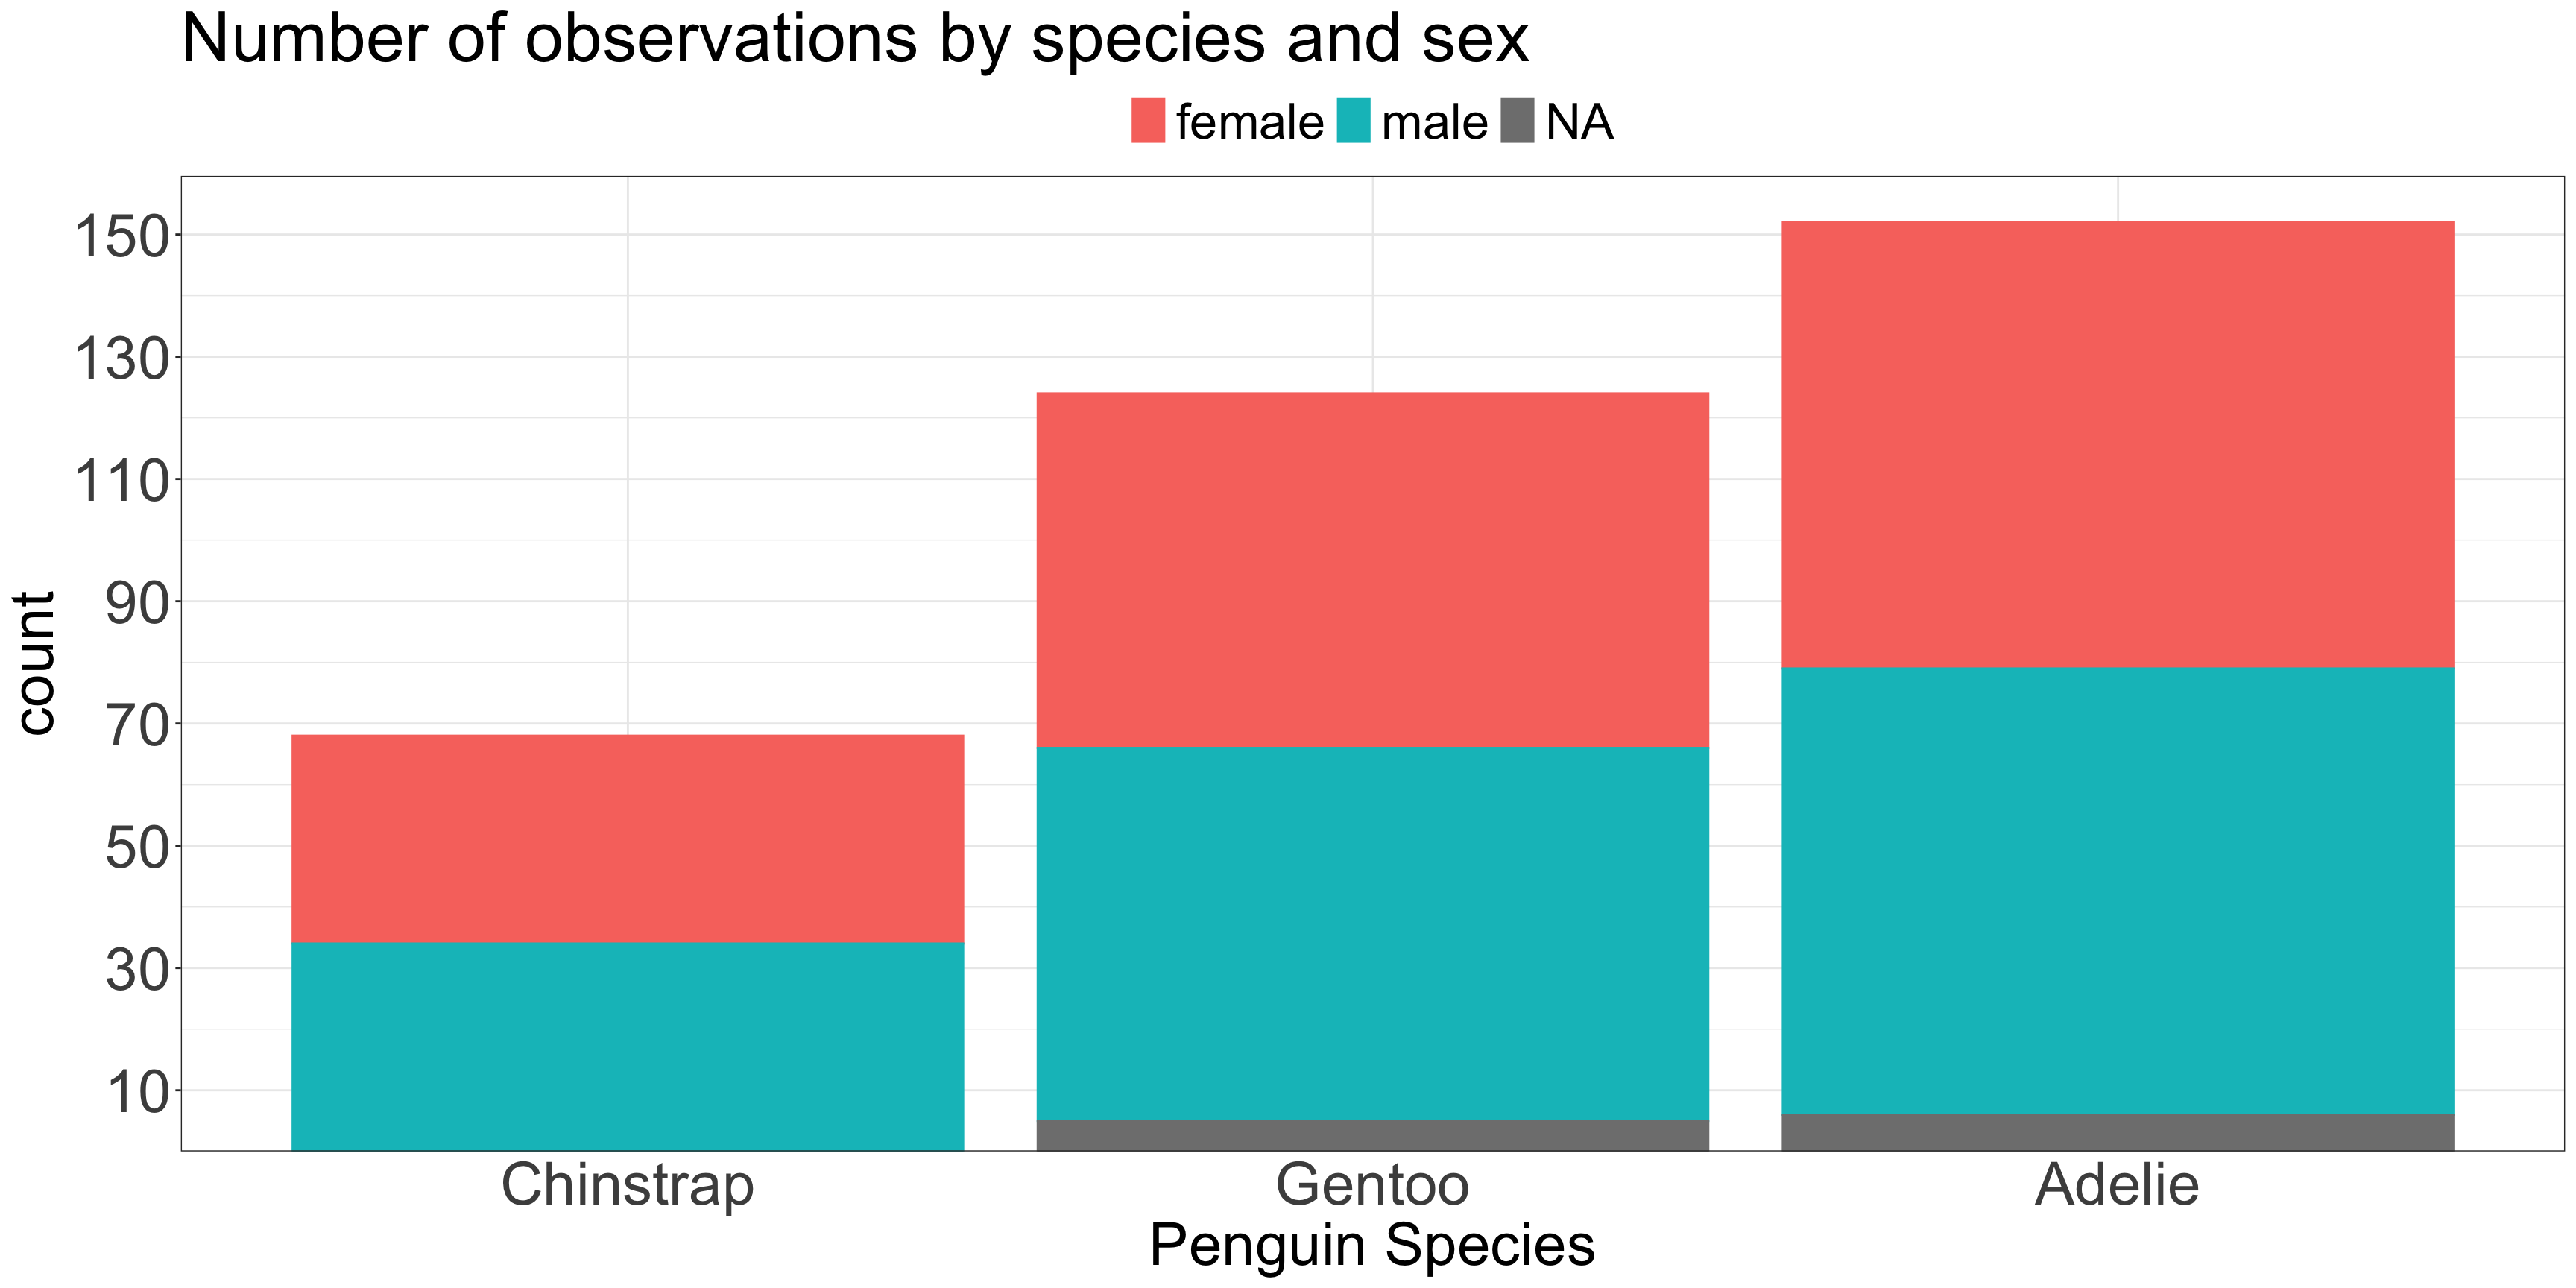 Number of observations by species and sex
female male NA
150
130
110
90
70
50
30
10
count
Chinstrap Gentoo Adelie
Penguin Species